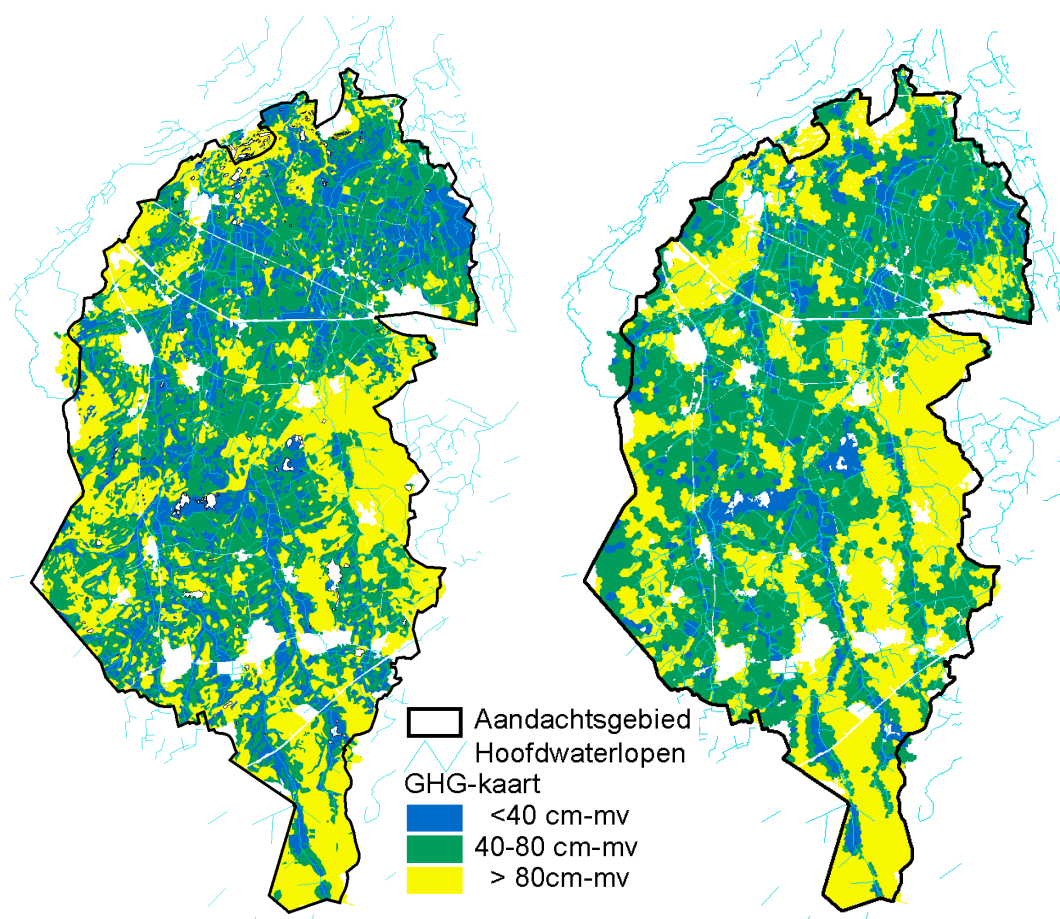 Aandachtsgebied
Hoofdwaterlopen
GHG-kaart
<40 cm-mv
40-80 cm-mv
> 80cm-mv